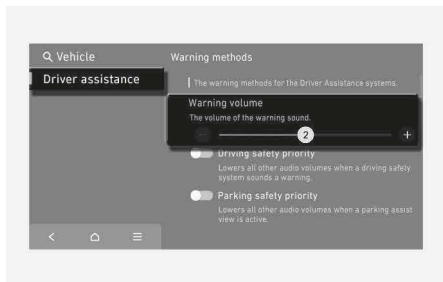 Vehicle
Driver assistance
Warning methods
The warning methods for the Driver Assistance systems.
Warning volume
The volume of the warning sound.
2
Driving safety priority
Lowers all other audio volumes when a driving safety
system sounds a warning.
Parking safety priority
Lowers all other audio volumes when a parking assist
view is active.